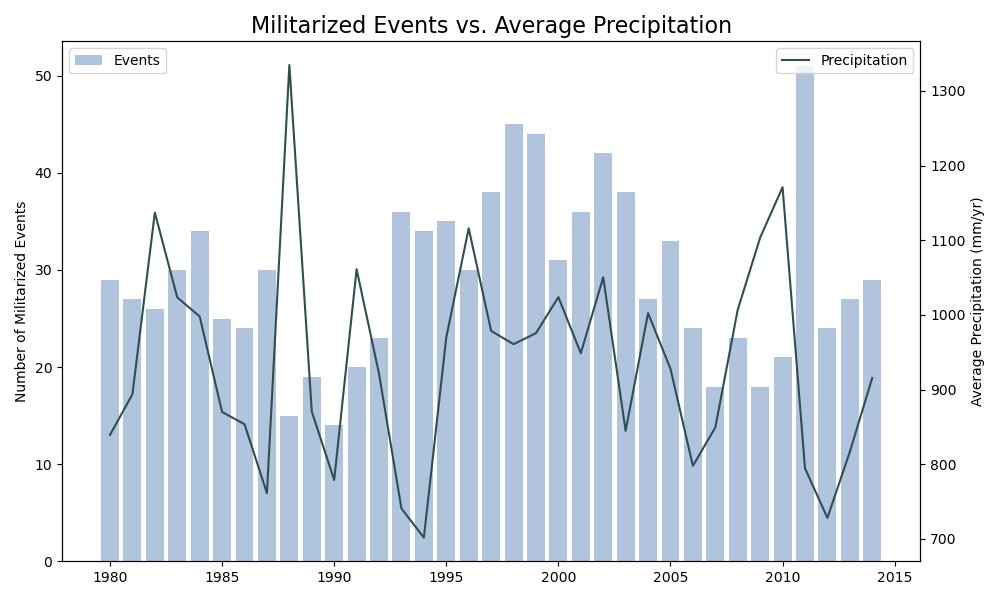 Militarized Events vs. Average Precipitation
Events
Precipitation
Number of Militarized Events
50
40
30
20
10
0
1300
1200
1100
1000
900
800
700
Average Precipitation (mm/yr)
1980 1985 1990 1995 2000 2005 2010 2015